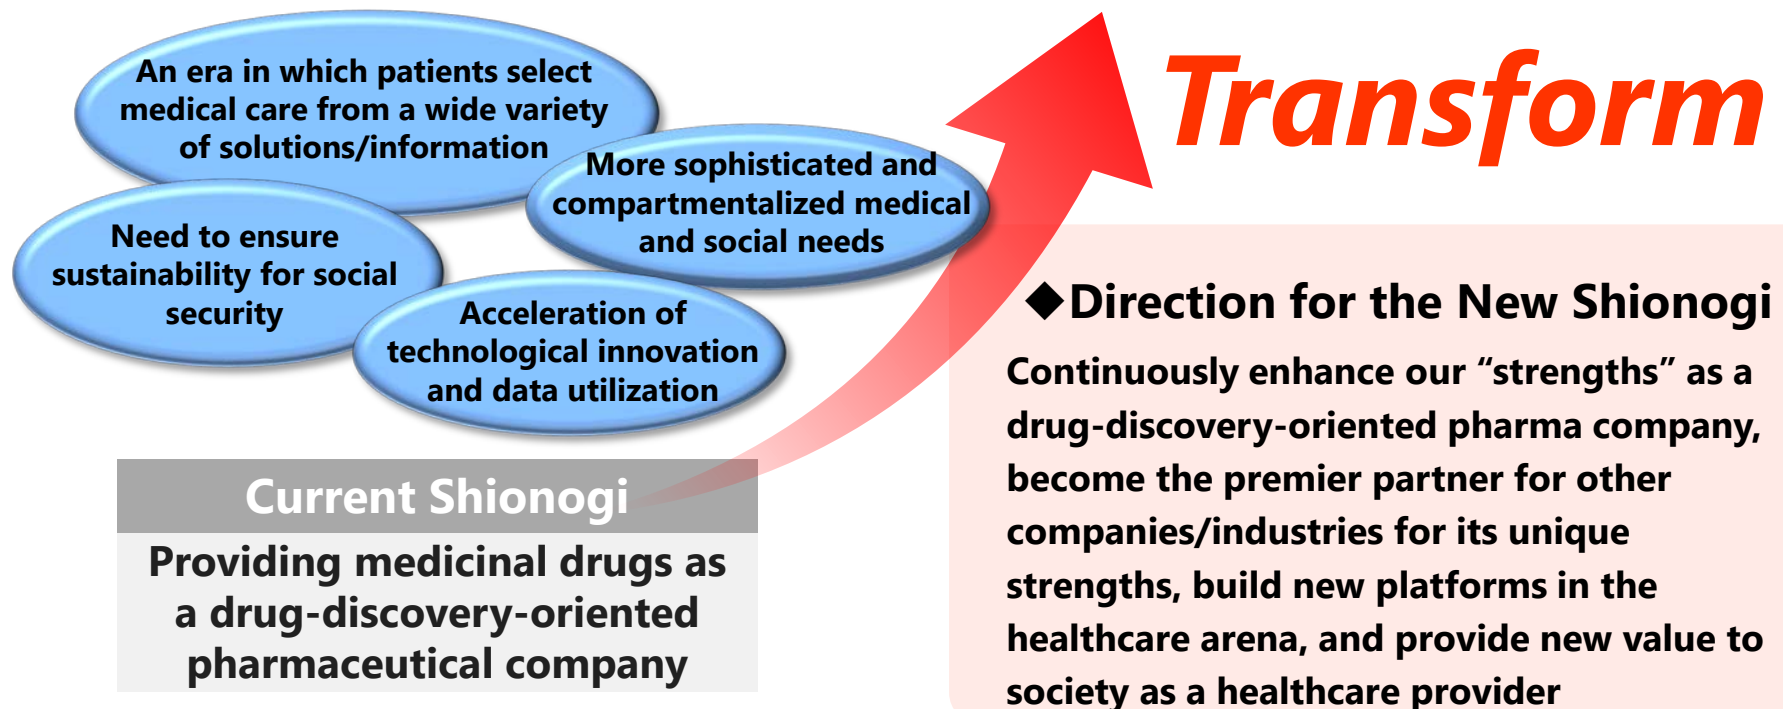 An era in which patients select
medical care from a wide variety
of solutions/information
More sophisticated and
compartmentalized medical
and social needs
Need to ensure
sustainability for social
security
Acceleration of
technological innovation
and data utilization
Current Shionogi
Providing medicinal drugs as
a drug-discovery-oriented
pharmaceutical company
Transform
◆Direction for the New Shionogi
Continuously enhance our “strengths” as a
drug-discovery-oriented pharma company,
become the premier partner for other
companies/industries for its unique
strengths, build new platforms in the
healthcare arena, and provide new value to
society as a healthcare provider